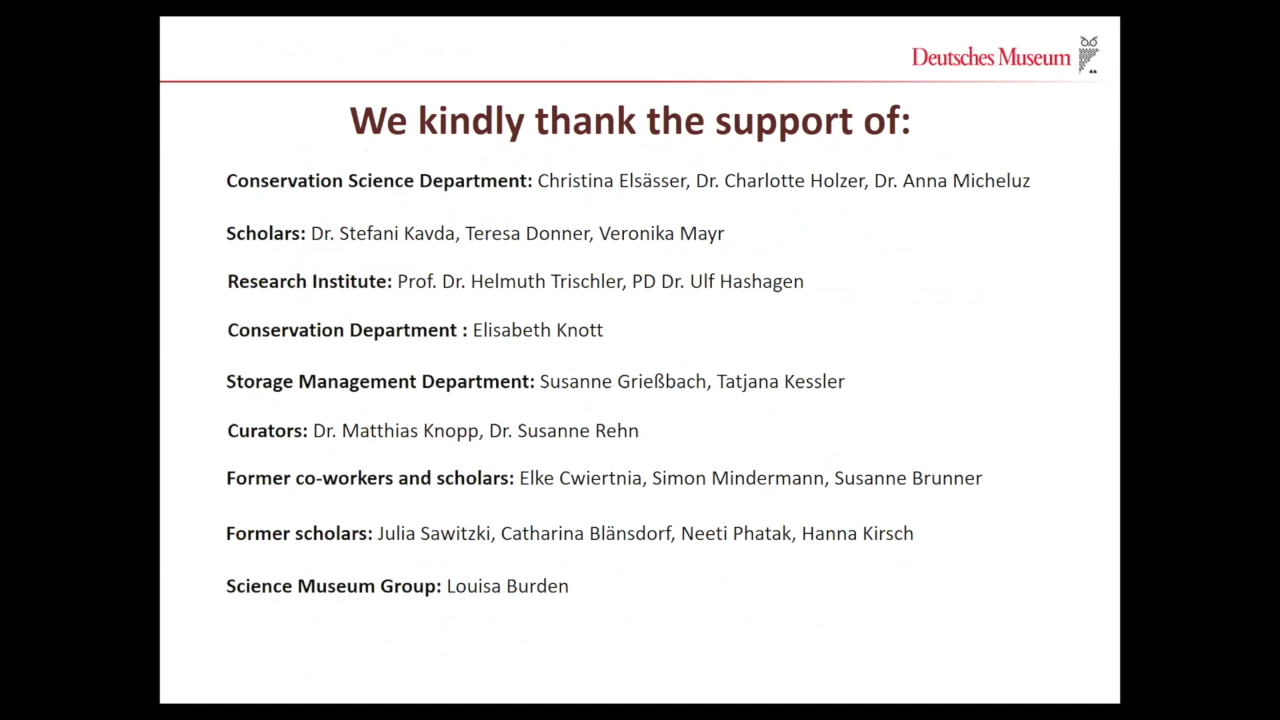 Deutsches Museum
We kindly thank the support of:
Conservation Science Department: Christina Elsässer, Dr. Charlotte Holzer, Dr. Anna Micheluz
Scholars: Dr. Stefani Kavda, Teresa Donner, Veronika Mayr
Research Institute: Prof. Dr. Helmuth Trischler, PD Dr. Ulf Hashagen
Conservation Department : Elisabeth Knott
Storage Management Department: Susanne Grießbach, Tatjana Kessler
Curators: Dr. Matthias Knopp, Dr. Susanne Rehn
Former co-workers and scholars: Elke Cwiertnia, Simon Mindermann, Susanne Brunner
Former scholars: Julia Sawitzki, Catharina Blänsdorf, Neeti Phatak, Hanna Kirsch
Science Museum Group: Louisa Burden